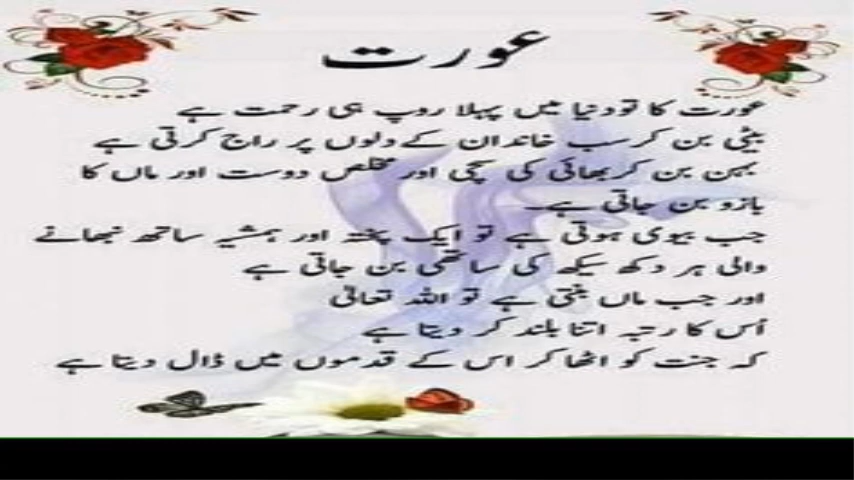 عورت
عورت کا تو دنیا میں پہلا روپ ہی رحمت ہے
بیٹی بن کر سب خاندان کے دلوں پر راج کرتی ہے
بہن بن کر بھائی کی سچی اور مخلص دوست اور ماں کا
بازو بن جاتی ہے۔
جب بیوی ہوتی ہے تو ایک پختہ اور ہمشیہ ساتھ نبھانے
والی ہر دکھ سکھ کی ساتھی بن جاتی ہے
اور جب ماں بنتی ہے تو اللہ تعالیٰ
اُس کا رتبہ اتنا بلند کر دیتا ہے
کہ جنت کو اٹھا کر اس کے قدموں میں ڈال دیتا ہے